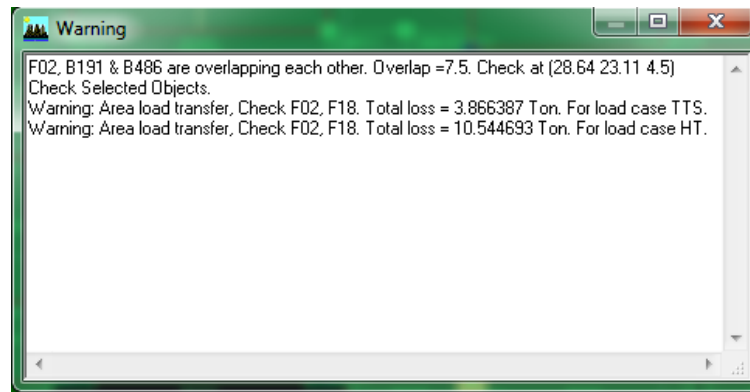 Warning
F02, B191 & B486 are overlapping each other. Overlap =7.5. Check at (28.64 23.11 4.5)
Check Selected Objects.
Warning: Area load transfer, Check F02, F18. Total loss = 3.866387 Ton. For load case TTS.
Warning: Area load transfer, Check F02, F18. Total loss = 10.544693 Ton. For load case HT.